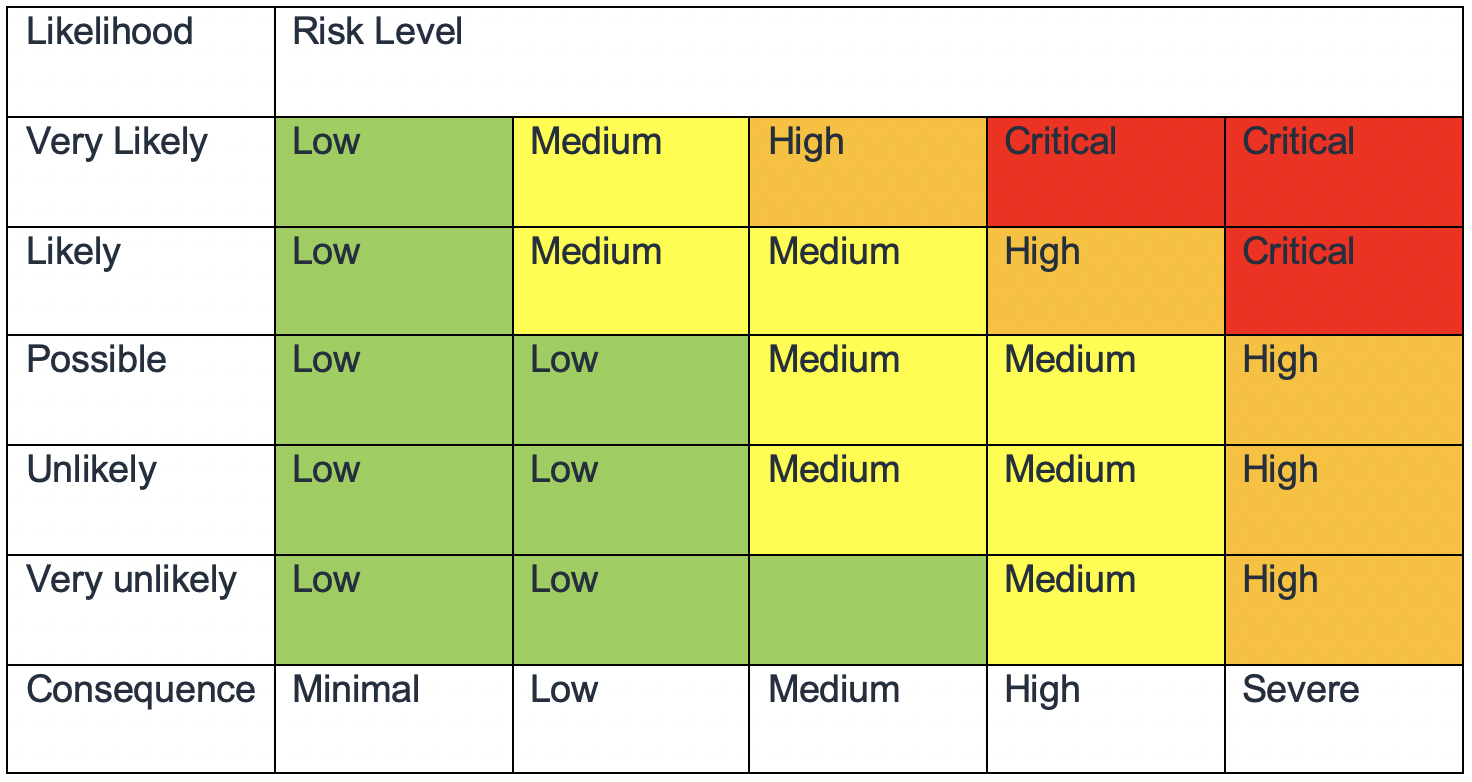 Likelihood Risk Level
Very Likely Low Medium High Critical Critical
Likely Low Medium Medium High Critical
Possible Low Low Medium Medium High
Unlikely Low Low Medium Medium High
Very unlikely Low Low Medium High
Consequence Minimal Low Medium High Severe